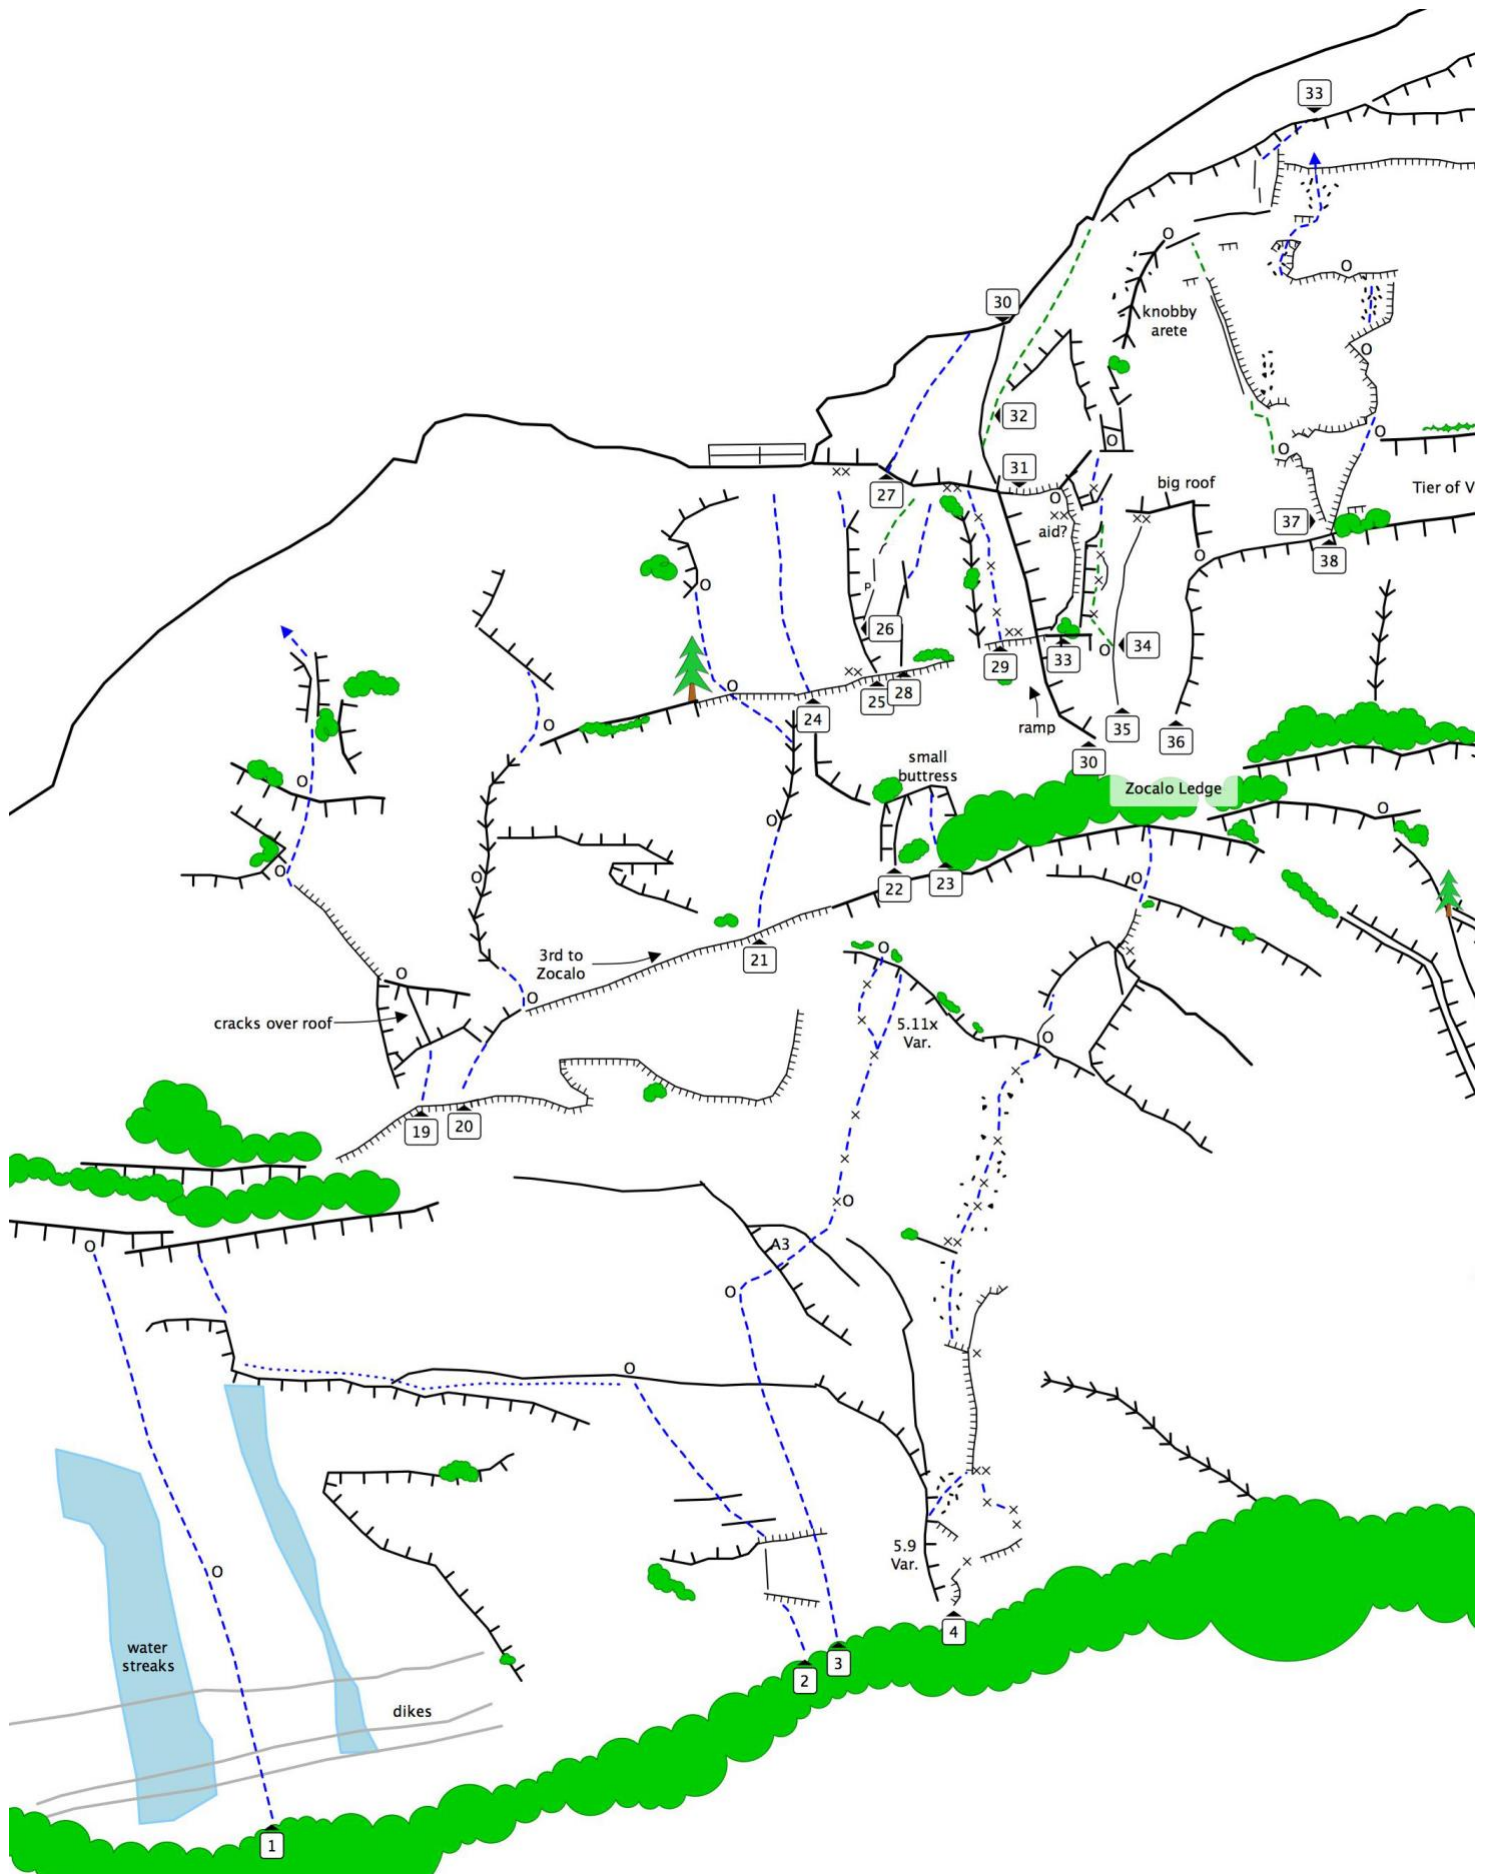 33
30
knobby
arete
32
31
27
big roof
Tier of V
aid?
37
38
P
26
33
34
29
25
28
24
ramp
35
36
30
small
buttress
Zocalo Ledge
22
23
21
3rd to
Zocalo
cracks over roof
5.11x
Var.
19
20
A3
5.9
Var.
4
3
2
water
streaks
dikes
1